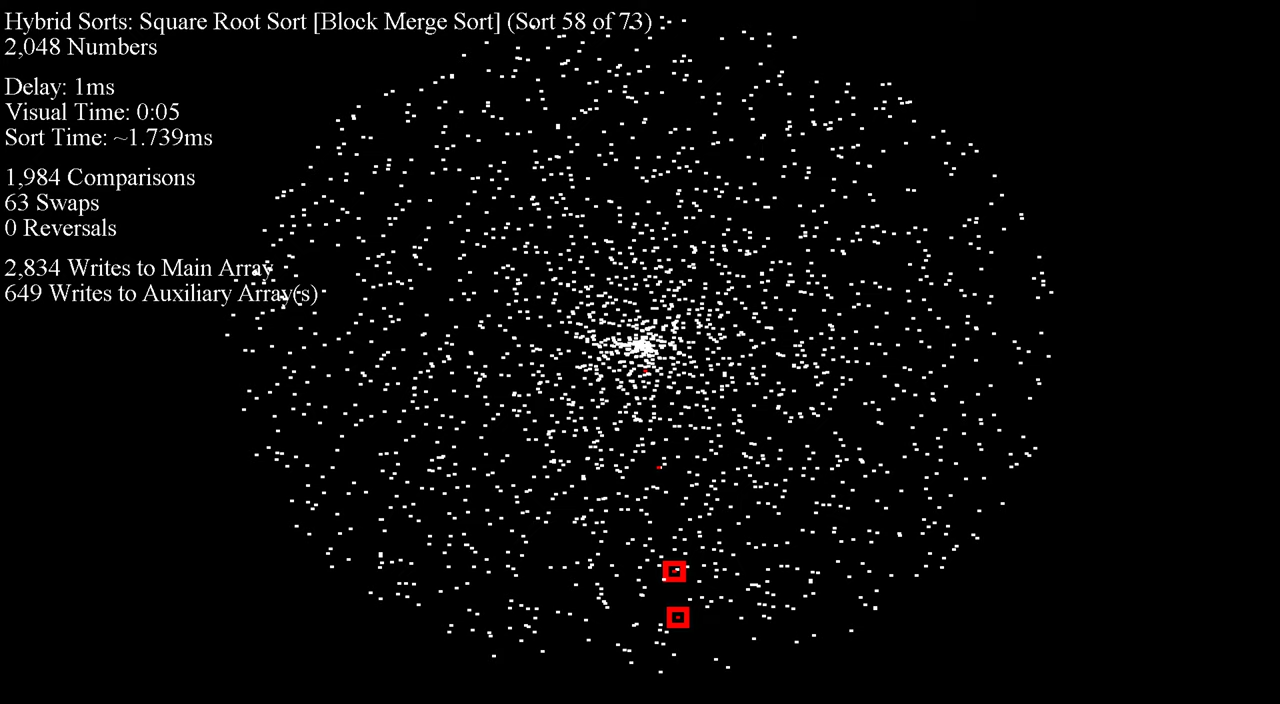 Hybrid Sorts: Square Root Sort [Block Merge Sort] (Sort 58 of 73)
2,048 Numbers
Delay: 1ms
Visual Time: 0:05
Sort Time: ~1.739ms
1,984 Comparisons
63 Swaps
0 Reversals
2,834 Writes to Main Array
649 Writes to Auxiliary Array(s)